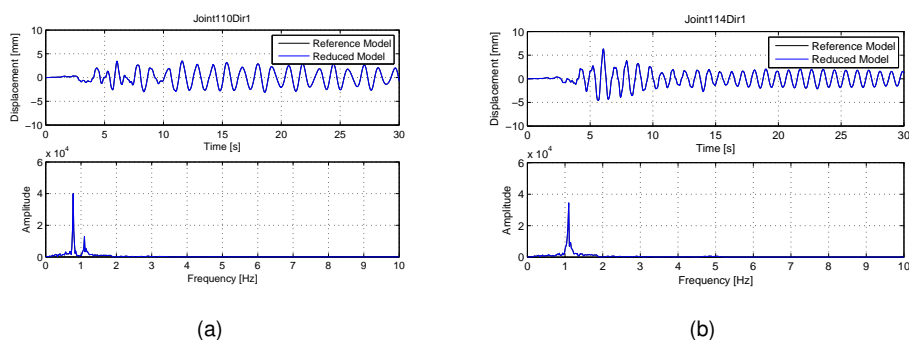 Joint110Dir1
Displacement [mm]
10
5
0
−5
−10
Reference Model
Reduced Model
0 5 10 15 20 25 30
Time [s]
x 10^4
Amplitude
6
4
2
0
0 1 2 3 4 5 6 7 8 9 10
Frequency [Hz]
(a)
Joint114Dir1
Displacement [mm]
10
5
0
−5
−10
Reference Model
Reduced Model
0 5 10 15 20 25 30
Time [s]
x 10^4
Amplitude
6
4
2
0
0 1 2 3 4 5 6 7 8 9 10
Frequency [Hz]
(b)